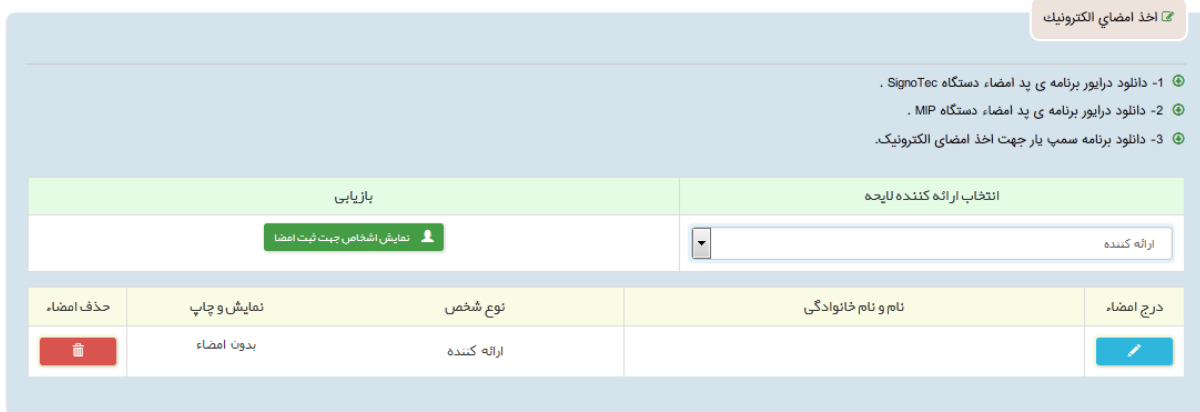 اخذ امضاي الكترونيك
1- دانلود درایور برنامه ی پد امضاء دستگاه SignoTec .
2- دانلود درایور برنامه ی پد امضاء دستگاه MIP .
3- دانلود برنامه سمپ یار جهت اخذ امضای الکترونیک.
انتخاب ارائه کننده لایحه بازیابی
ارائه کننده نمایش اشخاص جهت ثبت امضا
درج امضاء نام و نام خانوادگی نوع شخص نمایش و چاپ حذف امضاء
ارائه کننده بدون امضاء